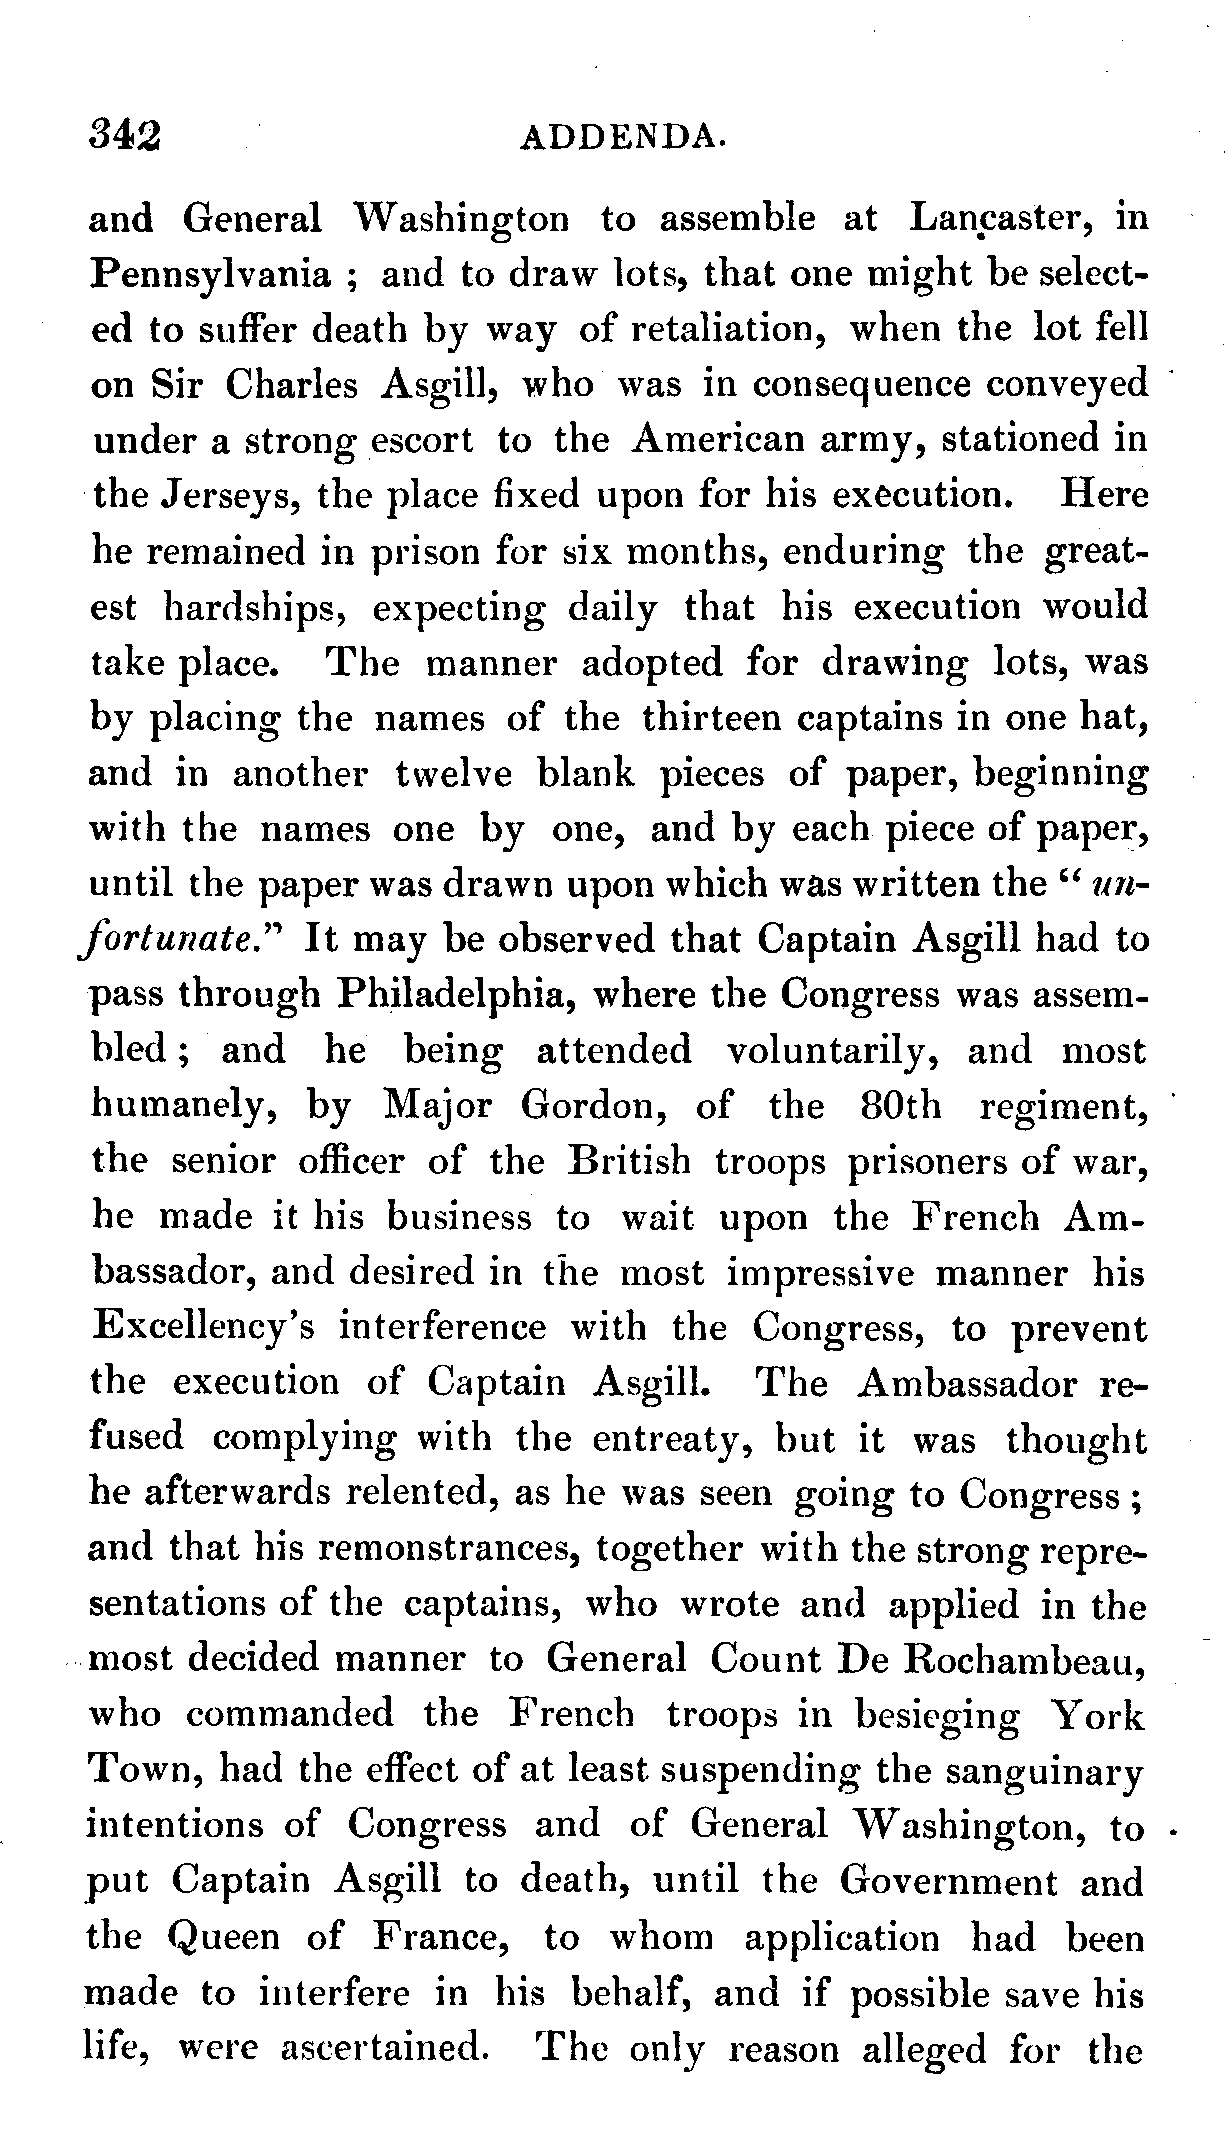 342 ADDENDA.
and General Washington to assemble at Lancaster, in
Pennsylvania ; and to draw lots, that one might be select-
ed to suffer death by way of retaliation, when the lot fell
on Sir Charles Asgill, who was in consequence conveyed
under a strong escort to the American army, stationed in
the Jerseys, the place fixed upon for his execution. Here
he remained in prison for six months, enduring the great-
est hardships, expecting daily that his execution would
take place. The manner adopted for drawing lots, was
by placing the names of the thirteen captains in one hat,
and in another twelve blank pieces of paper, beginning
with the names one by one, and by each piece of paper,
until the paper was drawn upon which was written the “ un-
fortunate.” It may be observed that Captain Asgill had to
pass through Philadelphia, where the Congress was assem-
bled ; and he being attended voluntarily, and most
humanely, by Major Gordon, of the 80th regiment,
the senior officer of the British troops prisoners of war,
he made it his business to wait upon the French Am-
bassador, and desired in the most impressive manner his
Excellency's interference with the Congress, to prevent
the execution of Captain Asgill. The Ambassador re-
fused complying with the entreaty, but it was thought
he afterwards relented, as he was seen going to Congress ;
and that his remonstrances, together with the strong repre-
sentations of the captains, who wrote and applied in the
most decided manner to General Count De Rochambeau,
who commanded the French troops in besieging York
Town, had the effect of at least suspending the sanguinary
intentions of Congress and of General Washington, to
put Captain Asgill to death, until the Government and
the Queen of France, to whom application had been
made to interfere in his behalf, and if possible save his
life, were ascertained. The only reason alleged for the